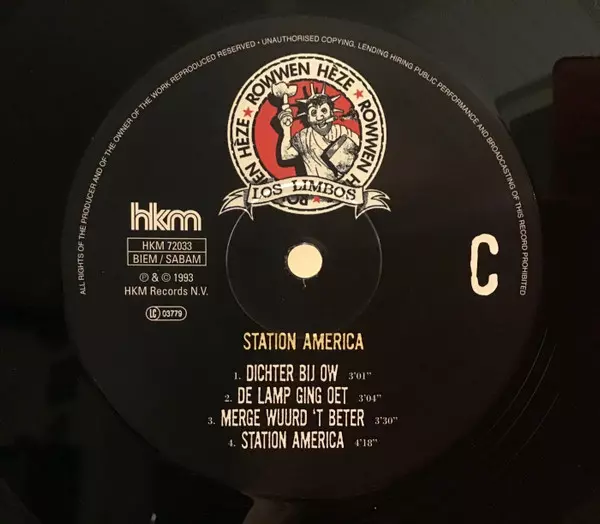 ALL RIGHTS OF THE PRODUCER AND OF THE OWNER OF THE WORK REPRODUCED RESERVED • UNAUTHORISED COPYING, LENDING HIRING PUBLIC PERFORMANCE AND BROADCASTING OF THIS RECORD PROHIBITED
ROWWEN HÈZE ★ ROWWEN H
EN HÈZE ★
LOS LIMBOS
hkm
HKM 72033
BIEM / SABAM
℗ & © 1993
HKM Records N.V.
LC 03779
C
STATION AMERICA
1. DICHTER BIJ OW 3'01"
2. DE LAMP GING OET 3'04"
3. MERGE WUURD 'T BETER 3'30"
4. STATION AMERICA 4'18"